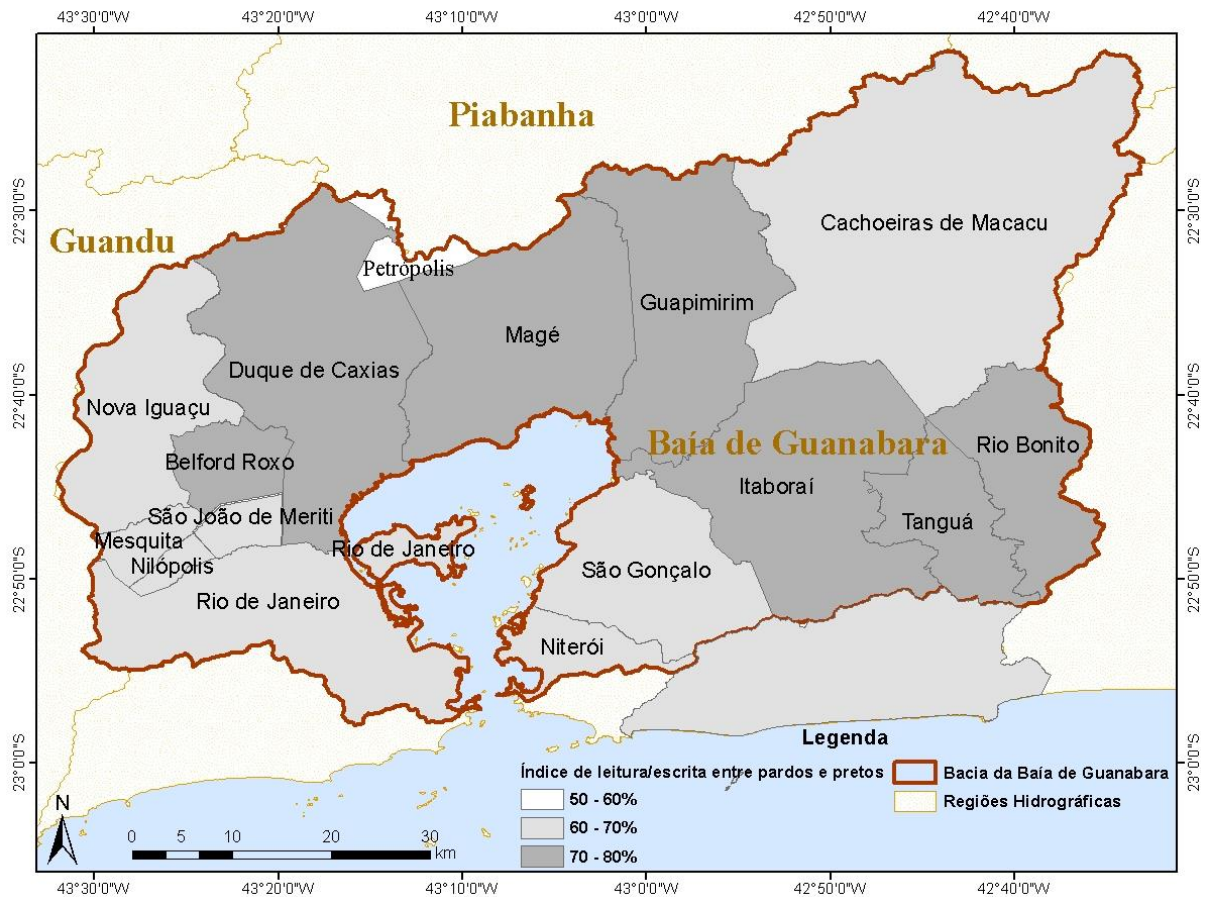 43°30'0"W 43°20'0"W 43°10'0"W 43°0'0"W 42°50'0"W 42°40'0"W
Piabanha
22°30'0"S
Cachoeiras de Macacu
22°30'0"S
Guandu
Petrópolis
Guapimirim
Magé
Duque de Caxias
22°40'0"S
Nova Iguaçu
22°40'0"S
Baía de Guanabara
Rio Bonito
Belford Roxo
Itaboraí
São João de Meriti
Tanguá
Mesquita
Rio de Janeiro
Nilópolis
São Gonçalo
22°50'0"S
Rio de Janeiro
22°50'0"S
Niterói
Legenda
23°0'0"S
Índice de leitura/escrita entre pardos e pretos
50 - 60%
60 - 70%
70 - 80%
Bacia da Baía de Guanabara
Regiões Hidrográficas
23°0'0"S
N
0 5 10 20 30
km
43°30'0"W 43°20'0"W 43°10'0"W 43°0'0"W 42°50'0"W 42°40'0"W